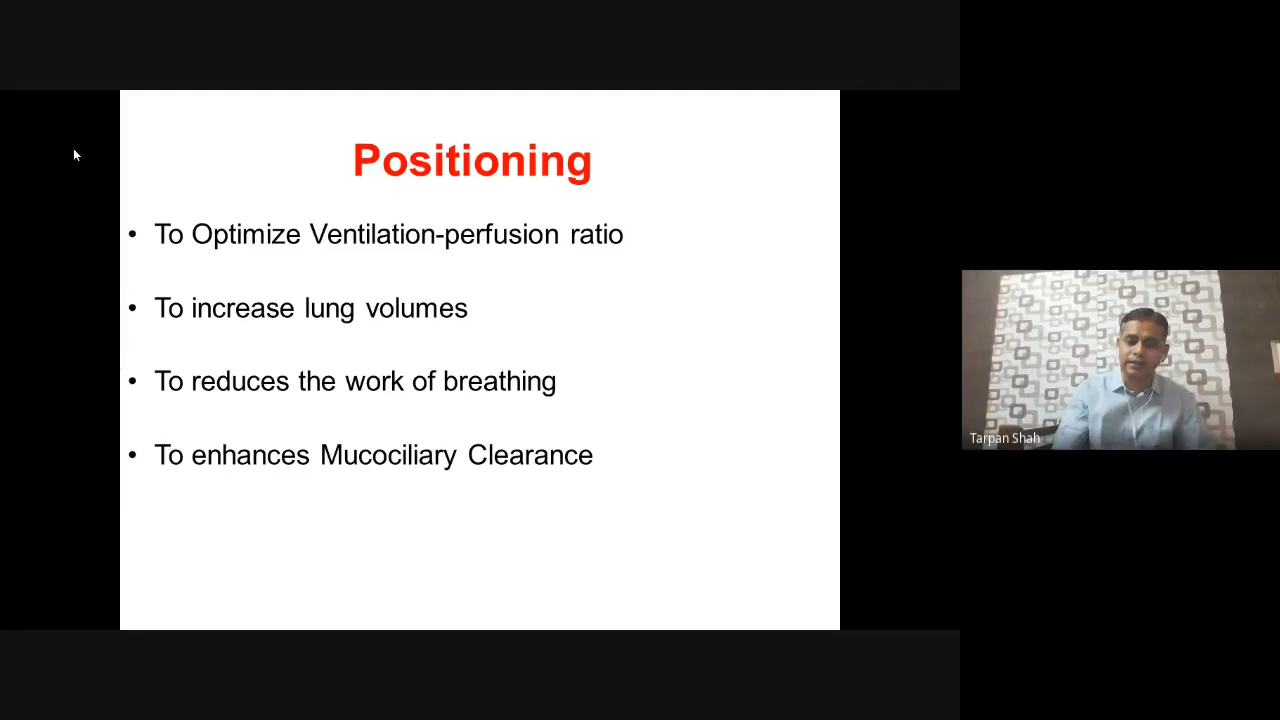 Positioning
• To Optimize Ventilation-perfusion ratio
• To increase lung volumes
• To reduces the work of breathing
• To enhances Mucociliary Clearance
Tarpan Shah